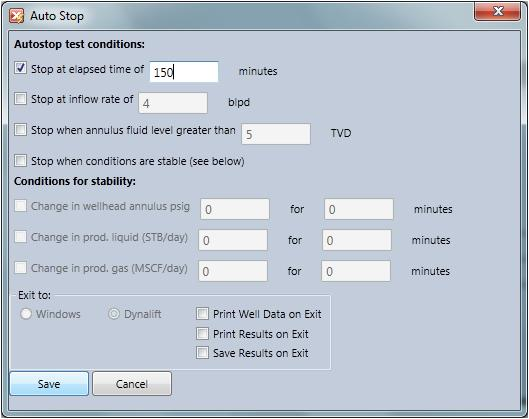 Auto Stop
Autostop test conditions:
Stop at elapsed time of 150 minutes
Stop at inflow rate of 4 blpd
Stop when annulus fluid level greater than 5 TVD
Stop when conditions are stable (see below)
Conditions for stability:
Change in wellhead annulus psig 0 for 0 minutes
Change in prod. liquid (STB/day) 0 for 0 minutes
Change in prod. gas (MSCF/day) 0 for 0 minutes
Exit to:
Windows Dynalift Print Well Data on Exit
Print Results on Exit
Save Results on Exit
Save Cancel